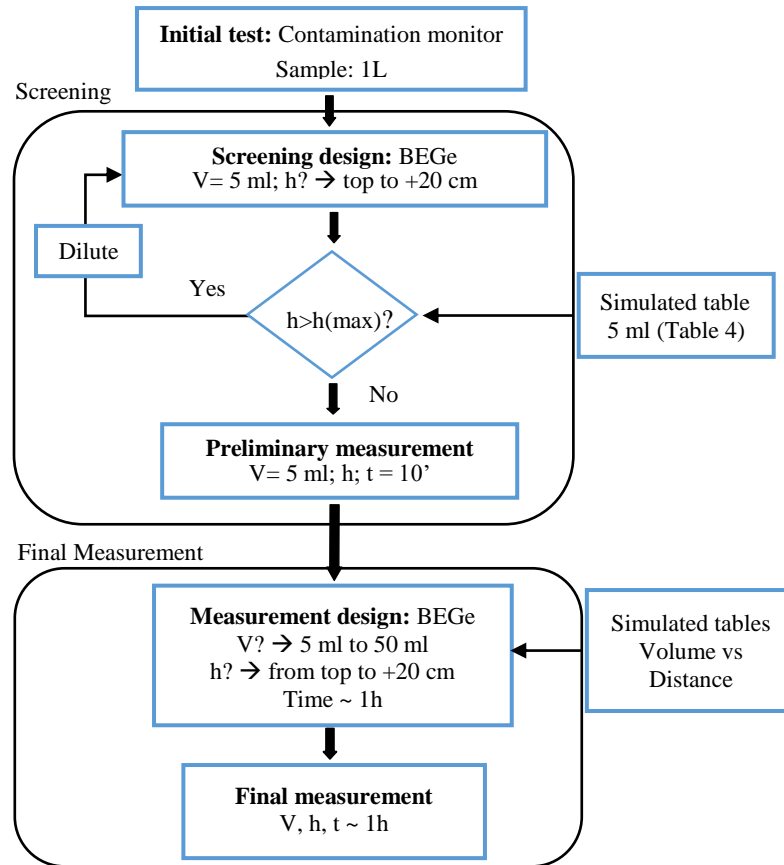 Initial test: Contamination monitor
Sample: 1L
Screening
Screening design: BEGe
V= 5 ml; h? → top to +20 cm
Dilute
Yes
h>h(max)?
Simulated table
5 ml (Table 4)
No
Preliminary measurement
V= 5 ml; h; t = 10’
Final Measurement
Measurement design: BEGe
V? → 5 ml to 50 ml
h? → from top to +20 cm
Time ~ 1h
Simulated tables
Volume vs
Distance
Final measurement
V, h, t ~ 1h